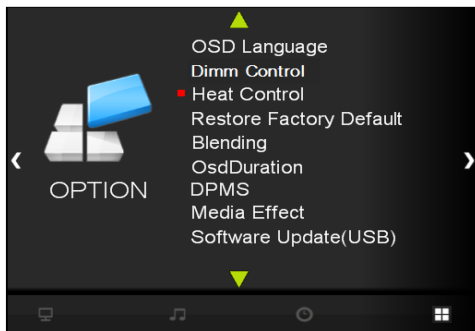 OSD Language
Dimm Control
Heat Control
Restore Factory Default
Blending
OsdDuration
OPTION
DPMS
Media Effect
Software Update(USB)